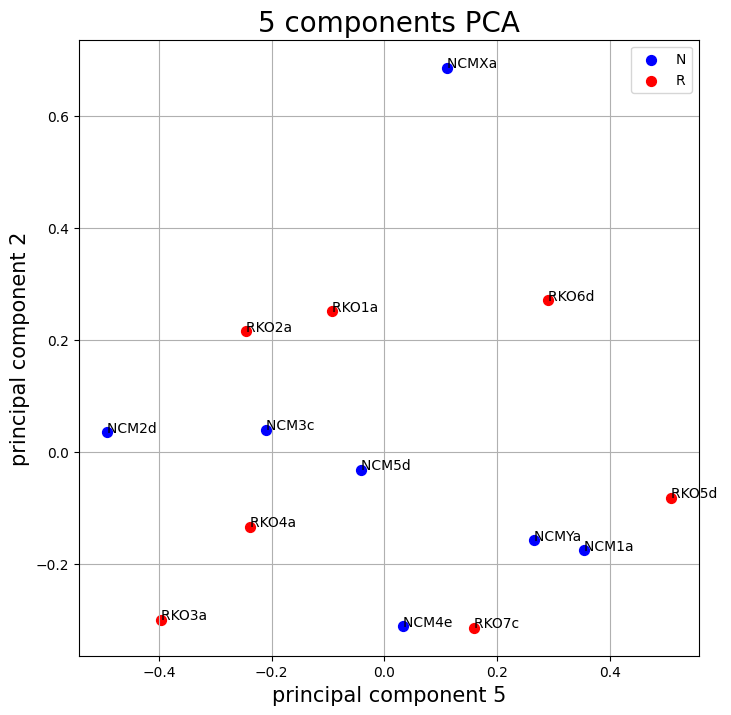 5 components PCA
N
R
NCMXa
RKO6d
RKO1a
RKO2a
NCM2d
NCM3c
NCM5d
RKO5d
RKO4a
NCMYa
NCM1a
RKO3a
NCM4e
RKO7c
0.6
0.4
0.2
0.0
−0.2
principal component 2
−0.4
−0.2
0.0
0.2
0.4
principal component 5